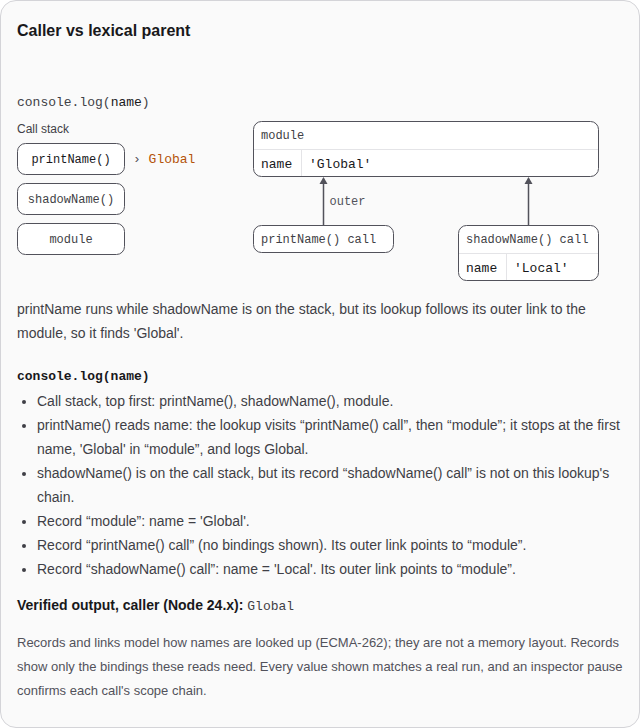 Caller vs lexical parent
console.log(name)
Call stack
printName()
› Global
shadowName()
module
module
name 'Global'
outer
printName() call
shadowName() call
name 'Local'
printName runs while shadowName is on the stack, but its lookup follows its outer link to the
module, so it finds 'Global'.
console.log(name)
• Call stack, top first: printName(), shadowName(), module.
• printName() reads name: the lookup visits “printName() call”, then “module”; it stops at the first
name, 'Global' in “module”, and logs Global.
• shadowName() is on the call stack, but its record “shadowName() call” is not on this lookup's
chain.
• Record “module”: name = 'Global'.
• Record “printName() call” (no bindings shown). Its outer link points to “module”.
• Record “shadowName() call”: name = 'Local'. Its outer link points to “module”.
Verified output, caller (Node 24.x): Global
Records and links model how names are looked up (ECMA-262); they are not a memory layout. Records
show only the bindings these reads need. Every value shown matches a real run, and an inspector pause
confirms each call's scope chain.